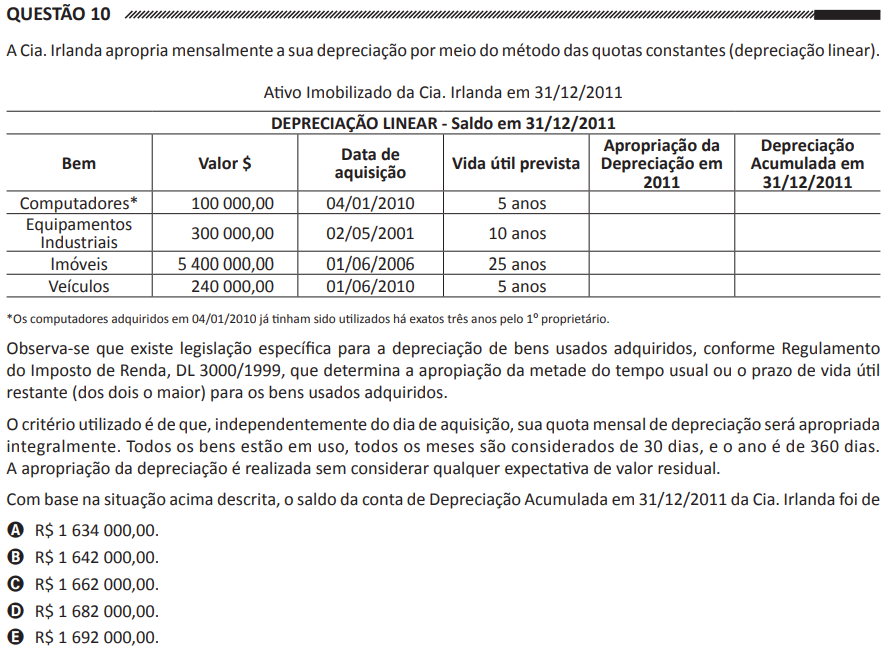 QUESTÃO 10
A Cia. Irlanda apropria mensalmente a sua depreciação por meio do método das quotas constantes (depreciação linear).
Ativo Imobilizado da Cia. Irlanda em 31/12/2011
DEPRECIAÇÃO LINEAR - Saldo em 31/12/2011
Bem Valor $ Data de aquisição Vida útil prevista Apropriação da Depreciação em 2011 Depreciação Acumulada em 31/12/2011
Computadores* 100 000,00 04/01/2010 5 anos
Equipamentos Industriais 300 000,00 02/05/2001 10 anos
Imóveis 5 400 000,00 01/06/2006 25 anos
Veículos 240 000,00 01/06/2010 5 anos
*Os computadores adquiridos em 04/01/2010 já tinham sido utilizados há exatos três anos pelo 1º proprietário.
Observa-se que existe legislação específica para a depreciação de bens usados adquiridos, conforme Regulamento
do Imposto de Renda, DL 3000/1999, que determina a apropiação da metade do tempo usual ou o prazo de vida útil
restante (dos dois o maior) para os bens usados adquiridos.
O critério utilizado é de que, independentemente do dia de aquisição, sua quota mensal de depreciação será apropriada
integralmente. Todos os bens estão em uso, todos os meses são considerados de 30 dias, e o ano é de 360 dias.
A apropriação da depreciação é realizada sem considerar qualquer expectativa de valor residual.
Com base na situação acima descrita, o saldo da conta de Depreciação Acumulada em 31/12/2011 da Cia. Irlanda foi de
A R$ 1 634 000,00.
B R$ 1 642 000,00.
C R$ 1 662 000,00.
D R$ 1 682 000,00.
E R$ 1 692 000,00.